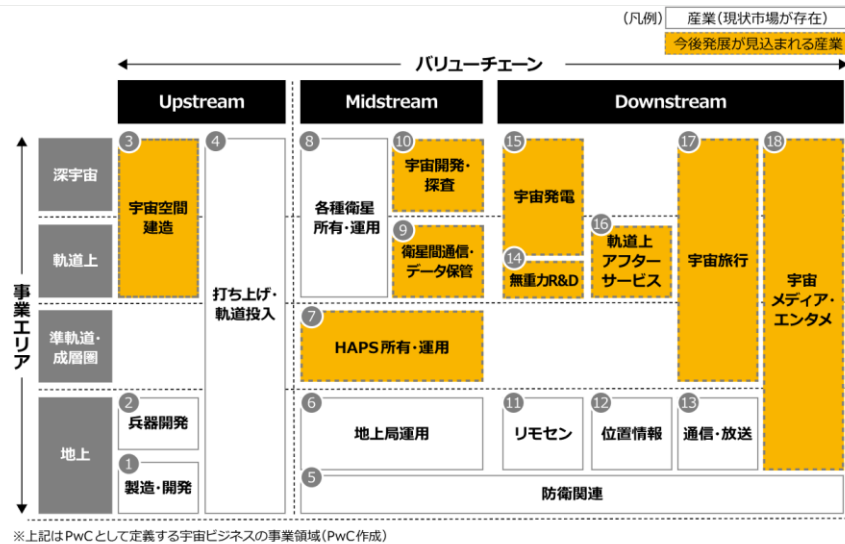 (凡例)
産業(現状市場が存在)
今後発展が見込まれる産業
バリューチェーン
Upstream
Midstream
Downstream
事業エリア
深宇宙
軌道上
準軌道・
成層圏
地上
3
宇宙空間
建造
4
打ち上げ・
軌道投入
2
兵器開発
1
製造・開発
8
各種衛星
所有・運用
10
宇宙開発・
探査
9
衛星間通信・
データ保管
7
HAPS所有・運用
6
地上局運用
5
防衛関連
15
宇宙発電
14
無重力R&D
16
軌道上
アフター
サービス
17
宇宙旅行
18
宇宙
メディア・
エンタメ
11
リモセン
12
位置情報
13
通信・放送
※上記はPwCとして定義する宇宙ビジネスの事業領域(PwC作成)